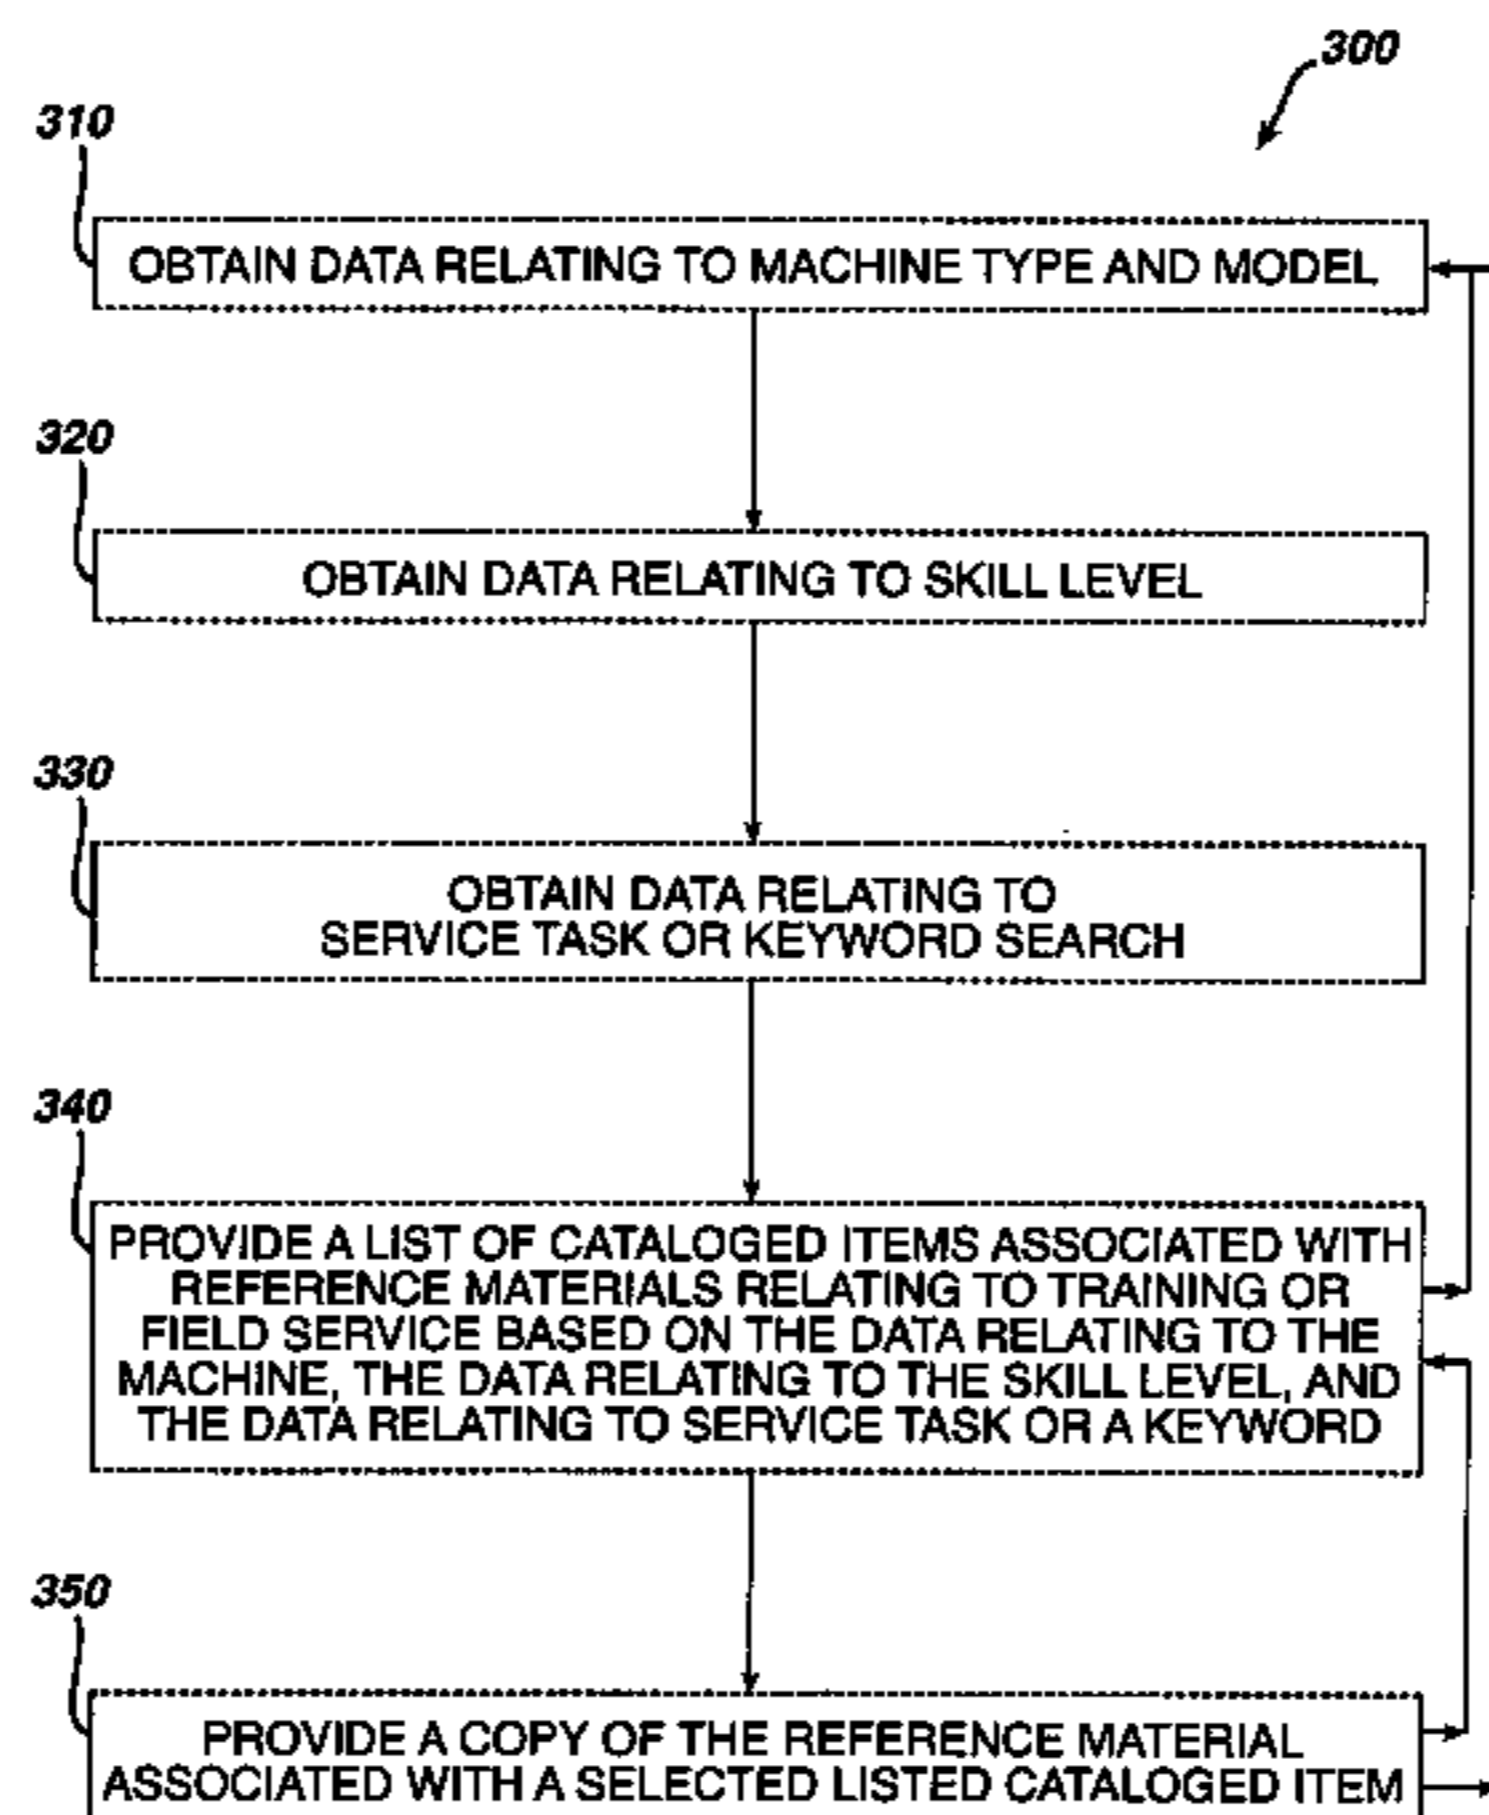 300
310
OBTAIN DATA RELATING TO MACHINE TYPE AND MODEL
320
OBTAIN DATA RELATING TO SKILL LEVEL
330
OBTAIN DATA RELATING TO
SERVICE TASK OR KEYWORD SEARCH
340
PROVIDE A LIST OF CATALOGED ITEMS ASSOCIATED WITH
REFERENCE MATERIALS RELATING TO TRAINING OR
FIELD SERVICE BASED ON THE DATA RELATING TO THE
MACHINE, THE DATA RELATING TO THE SKILL LEVEL, AND
THE DATA RELATING TO SERVICE TASK OR A KEYWORD
350
PROVIDE A COPY OF THE REFERENCE MATERIAL
ASSOCIATED WITH A SELECTED LISTED CATALOGED ITEM